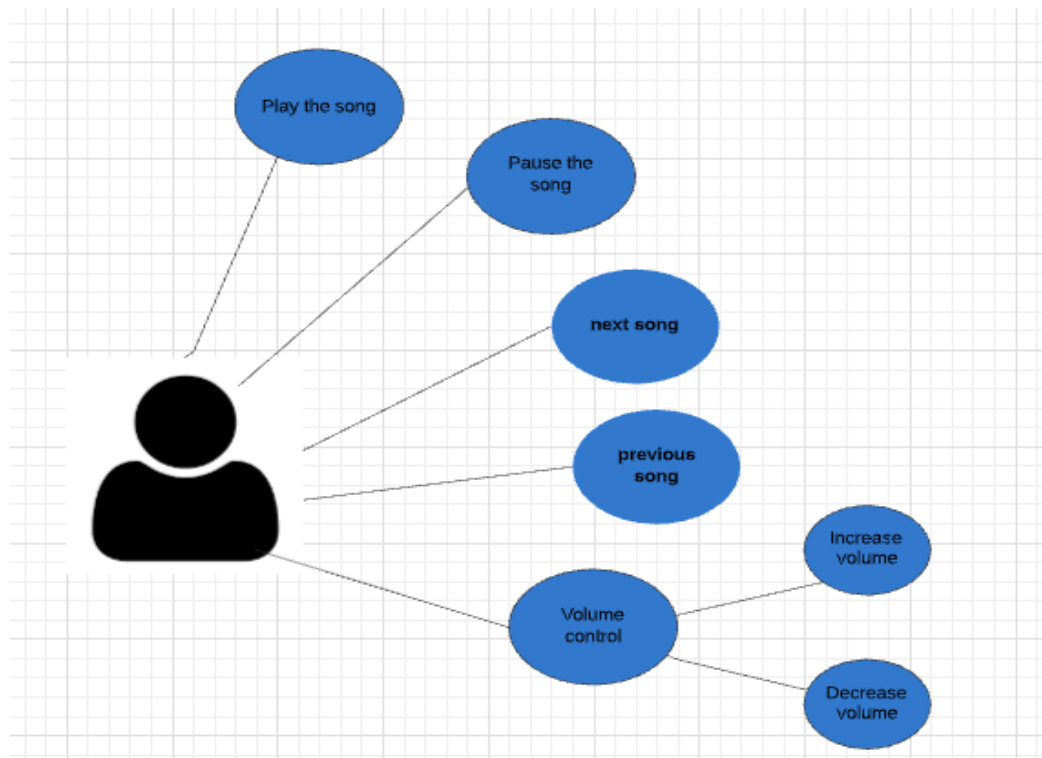 Play the song
Pause the
song
next song
previous
song
Increase
volume
Volume
control
Decrease
volume